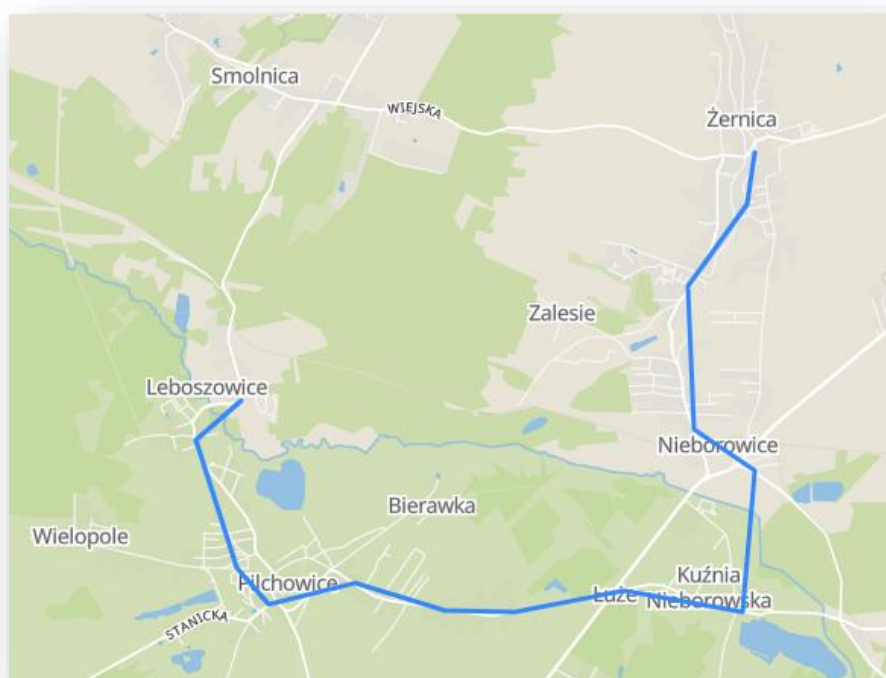 Smolnica
WIEJSKA
Żernica
Zalesie
Leboszowice
Nieborowice
Bierawka
Wielopole
Pilchowice
Kuźnia
Nieborowska
Łuże
STANICKA